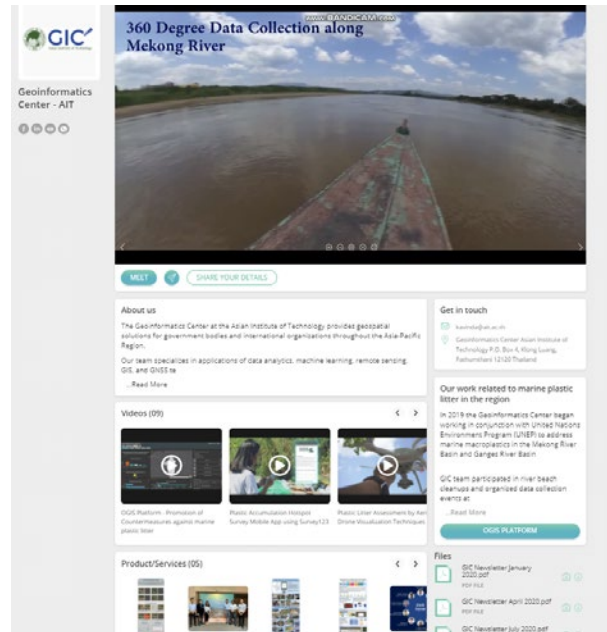 WWW.BANDICAM.COM
360 Degree Data Collection along
Mekong River
GIC
Geoinformatics
Center - AIT
MEET
SHARE YOUR DETAILS
About us
The Geoinformatics Center at the Asian Institute of Technology provides geospatial
solutions for government bodies and international organizations throughout the Asia-Pacific
Region.
Our team specializes in applications of data analytics, machine learning, remote sensing,
GIS, and GNSS te
...Read More
Get in touch
Geoinformatics Center Asian Institute of
Technology P.O. Box 4, Klong Luang,
Pathumthani 12120 Thailand
Our work related to marine plastic
litter in the region
In 2019 the Geoinformatics Center began
working in conjunction with United Nations
Environment Program (UNEP) to address
marine macroplastics in the Mekong River
Basin and Ganges River Basin
GIC team participated in river beach
cleanups and organized data collection
events at
...Read More
OGIS PLATFORM
Videos (09)
OGIS Platform - Promotion of
Countermeasures against marine
plastic litter
Plastic Accumulation Hotspot
Survey Mobile App using Survey123
Plastic Litter Assessment by Aeri
Drone Visualization Techniques
Product/Services (05)
Files
GIC Newsletter January
2020.pdf
PDF FILE
GIC Newsletter April 2020.pdf
PDF FILE
GIC Newsletter July 2020.pdf